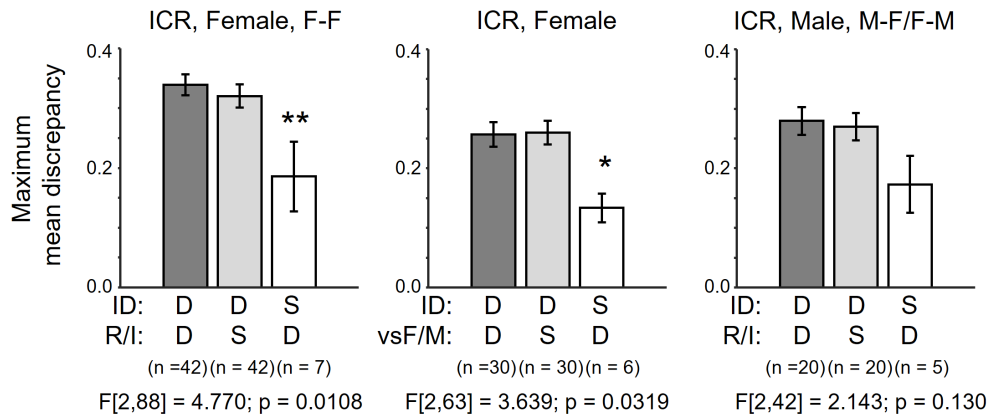 ICR, Female, F-F
ICR, Female
ICR, Male, M-F/F-M
Maximum
mean discrepancy
0.4
0.2
0.0
**
ID: D D S
R/I: D S D
(n =42) (n = 42) (n = 7)
F[2,88] = 4.770; p = 0.0108
0.4
0.2
0.0
*
ID: D D S
vsF/M: D S D
(n =30) (n = 30) (n = 6)
F[2,63] = 3.639; p = 0.0319
0.4
0.2
0.0
ID: D D S
R/I: D S D
(n =20) (n = 20) (n = 5)
F[2,42] = 2.143; p = 0.130